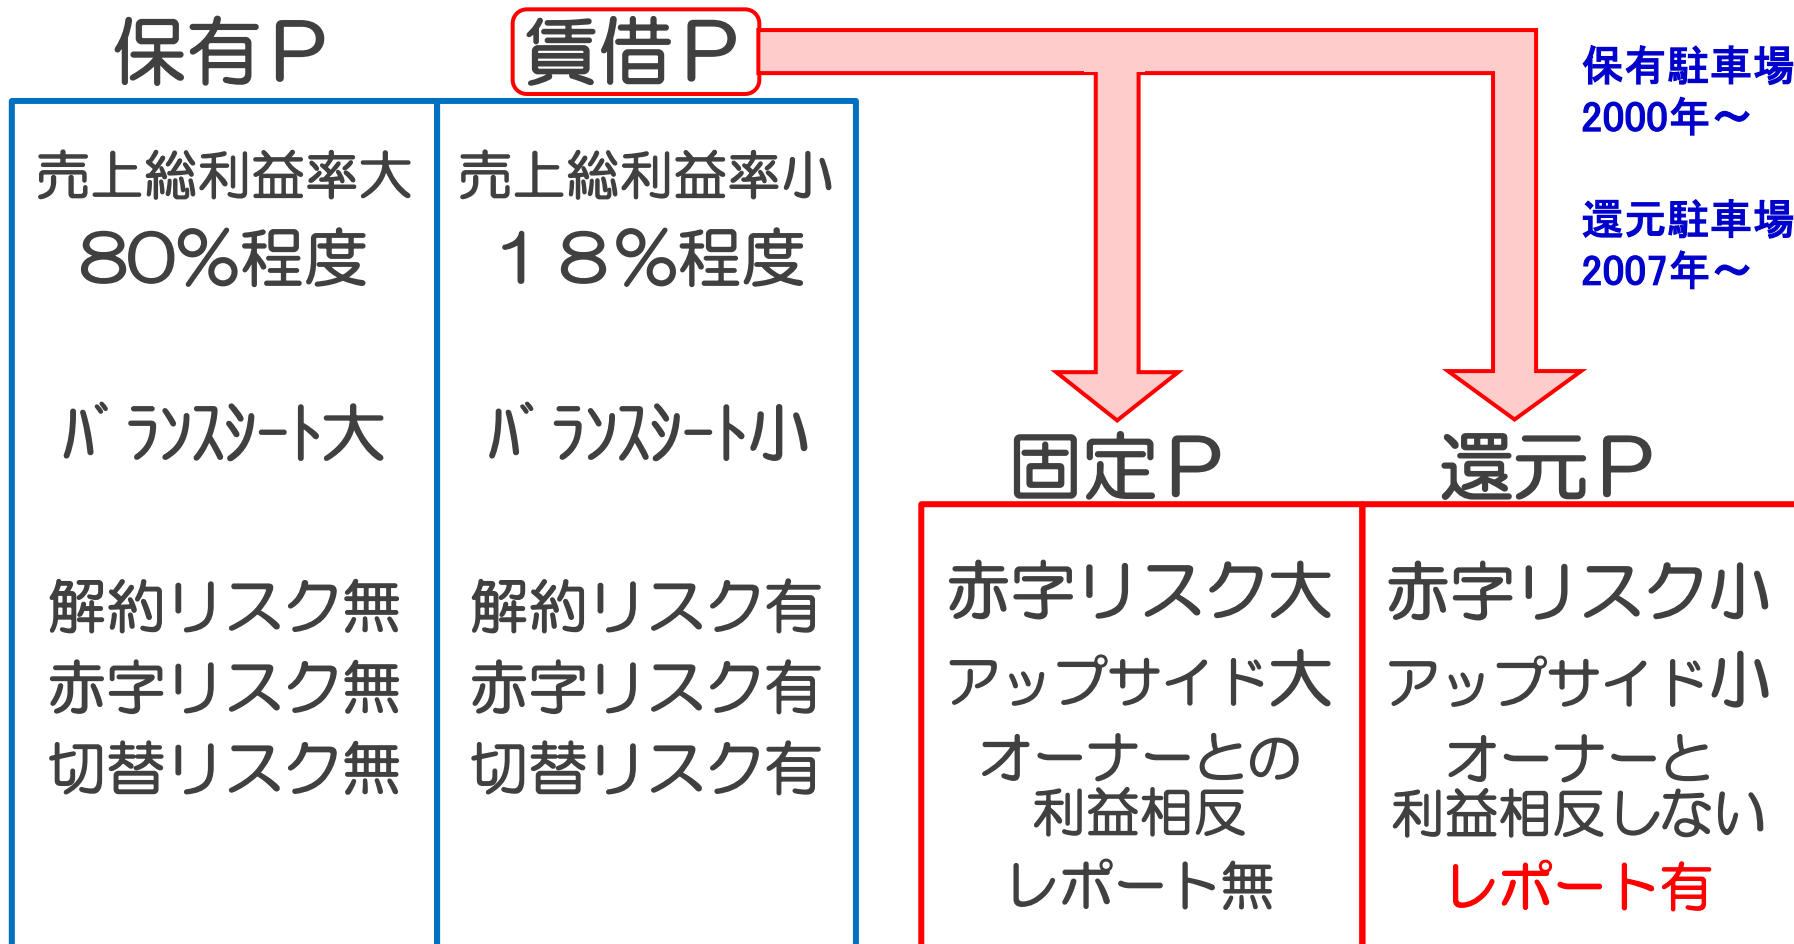 保有Ｐ
賃借Ｐ
売上総利益率大
80％程度
ﾊﾞﾗﾝｽｼｰﾄ大
解約リスク無
赤字リスク無
切替リスク無
売上総利益率小
１８％程度
ﾊﾞﾗﾝｽｼｰﾄ小
解約リスク有
赤字リスク有
切替リスク有
保有駐車場
2000年～
還元駐車場
2007年～
固定Ｐ
還元Ｐ
赤字リスク大
アップサイド大
オーナーとの
利益相反
レポート無
赤字リスク小
アップサイド小
オーナーと
利益相反しない
レポート有